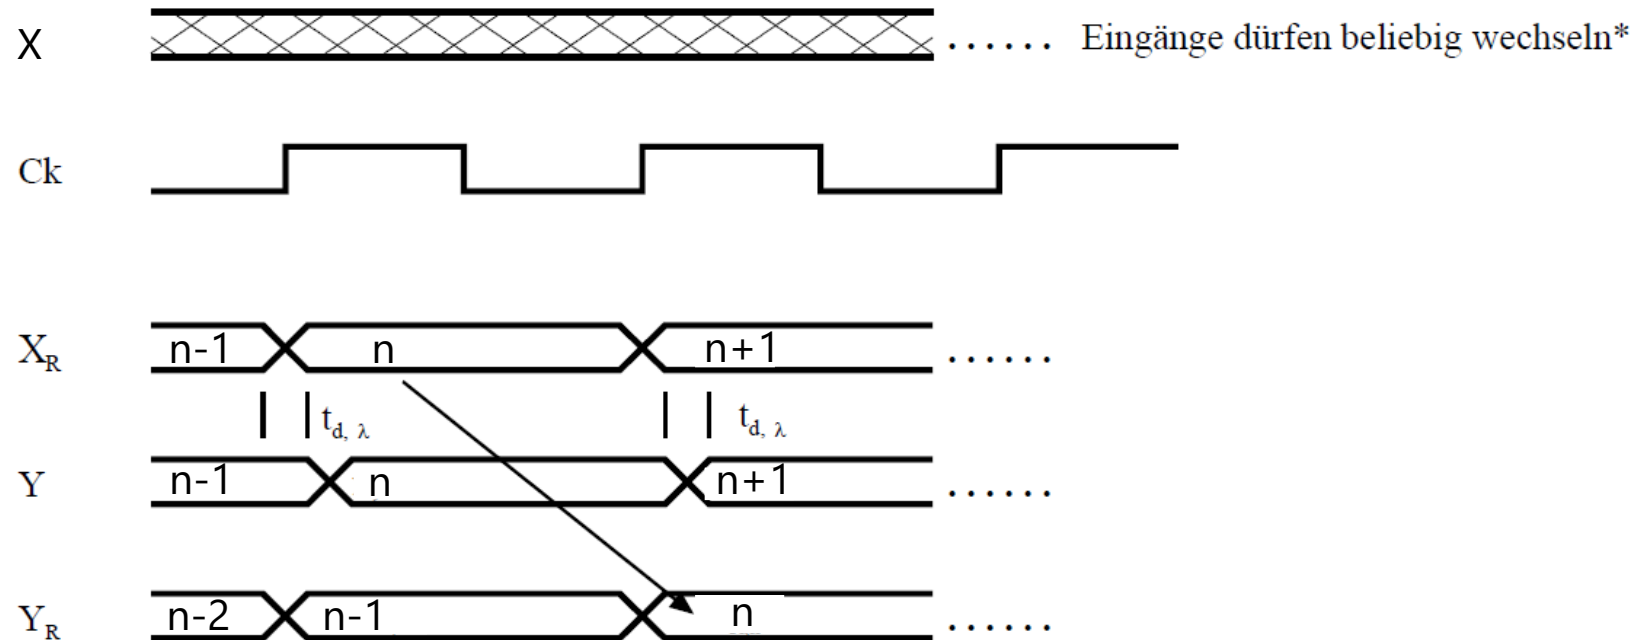 X ...... Eingänge dürfen beliebig wechseln*
Ck
X_R n-1 n n+1 ......
t_d, λ t_d, λ
Y n-1 n n+1 ......
Y_R n-2 n-1 n ......